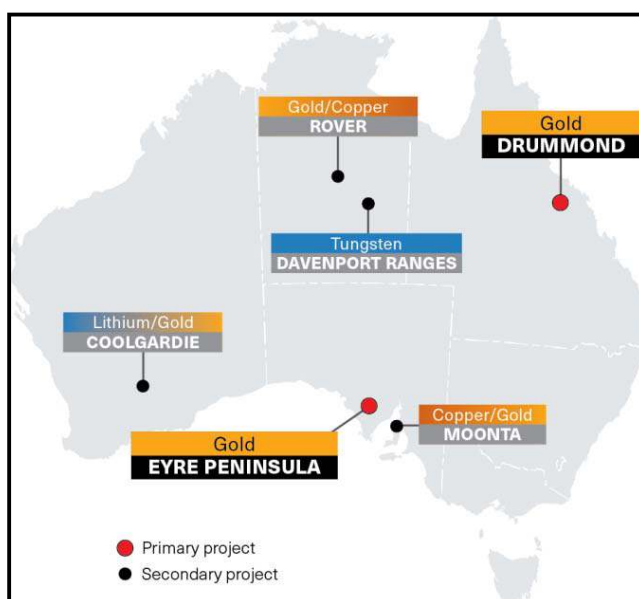 Gold/Copper
ROVER
Gold
DRUMMOND
Tungsten
DAVENPORT RANGES
Lithium/Gold
COOLGARDIE
Copper/Gold
MOONTA
Gold
EYRE PENINSULA
Primary project
Secondary project